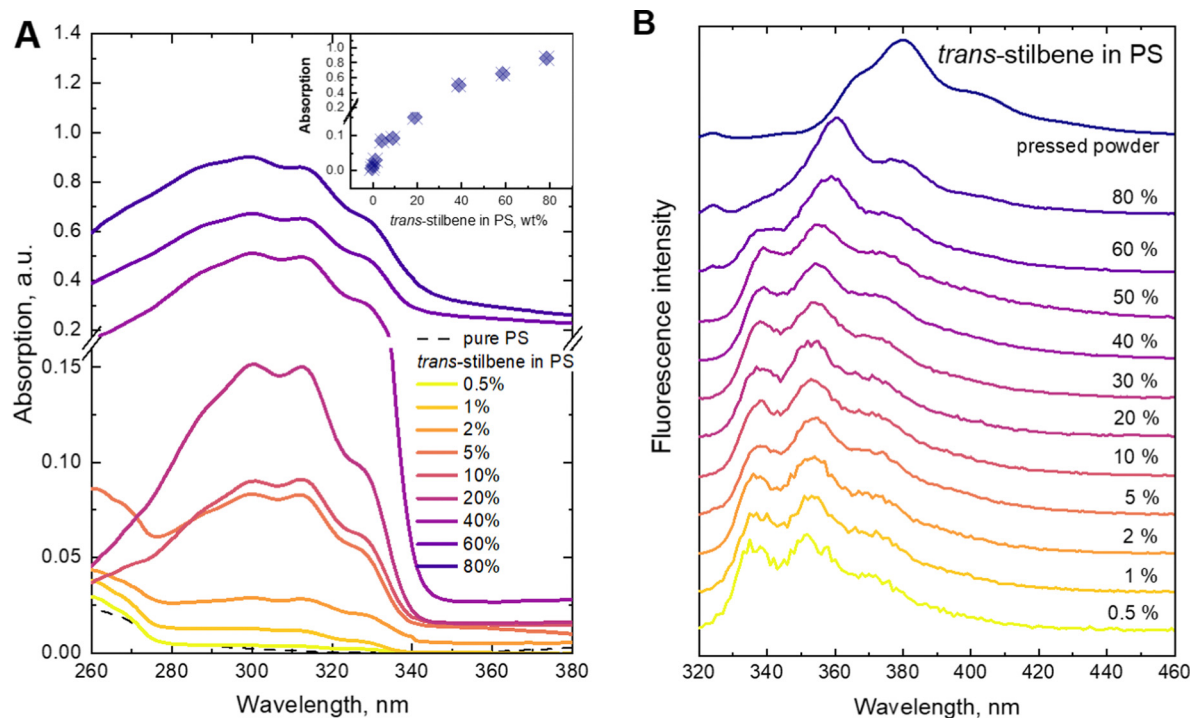 A
1.4
1.2
1.0
0.8
0.6
0.4
0.2
0.15
0.10
0.05
0.00
Absorption, a.u.
260 280 300 320 340 360 380
Wavelength, nm
1.0
0.8
0.6
0.4
0.2
0.1
0.0
Absorption
0 20 40 60 80
trans-stilbene in PS, wt%
pure PS
trans-stilbene in PS
0.5%
1%
2%
5%
10%
20%
40%
60%
80%
B
trans-stilbene in PS
pressed powder
80 %
60 %
50 %
40 %
30 %
20 %
10 %
5 %
2 %
1 %
0.5 %
Fluorescence intensity
320 340 360 380 400 420 440 460
Wavelength, nm